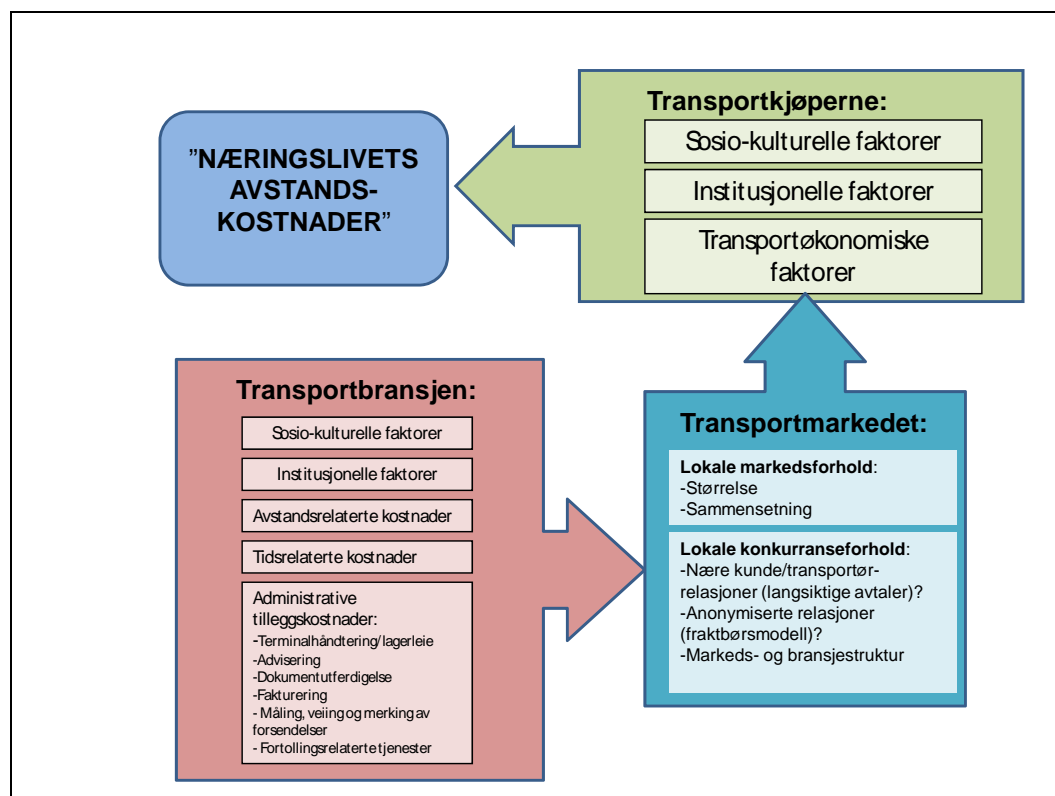 Transportkjøperne:
Sosio-kulturelle faktorer
Institusjonelle faktorer
Transportøkonomiske
faktorer
”NÆRINGSLIVETS
AVSTANDS-
KOSTNADER”
Transportbransjen:
Sosio-kulturelle faktorer
Institusjonelle faktorer
Avstandsrelaterte kostnader
Tidsrelaterte kostnader
Administrative
tilleggskostnader:
-Terminalhåndtering/lagerleie
-Advisering
-Dokumentutferdigelse
-Fakturering
- Måling, veiing og merking av
forsendelser
- Fortollingsrelaterte tjenester
Transportmarkedet:
Lokale markedsforhold:
-Størrelse
-Sammensetning
Lokale konkurranseforhold:
-Nære kunde/transportør-
relasjoner (langsiktige avtaler)?
-Anonymiserte relasjoner
(fraktbørsmodell)?
-Markeds- og bransjestruktur